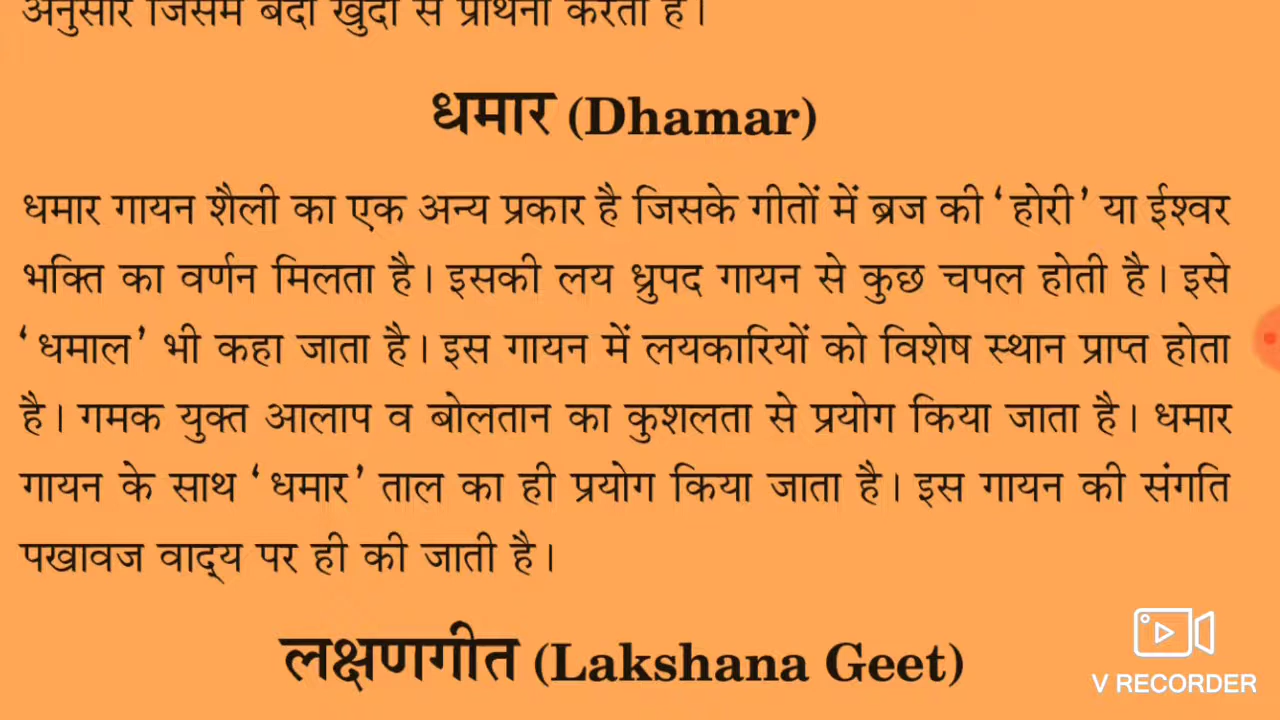 अनुसार जिसमें बंदा खुदा से प्रार्थना करता है।
धमार (Dhamar)
धमार गायन शैली का एक अन्य प्रकार है जिसके गीतों में ब्रज की ‘होरी’ या ईश्वर
भक्ति का वर्णन मिलता है। इसकी लय ध्रुपद गायन से कुछ चपल होती है। इसे
‘धमाल’ भी कहा जाता है। इस गायन में लयकारियों को विशेष स्थान प्राप्त होता
है। गमक युक्त आलाप व बोलतान का कुशलता से प्रयोग किया जाता है। धमार
गायन के साथ ‘धमार’ ताल का ही प्रयोग किया जाता है। इस गायन की संगति
पखावज वाद्‌य पर ही की जाती है।
लक्षणगीत (Lakshana Geet)
V RECORDER